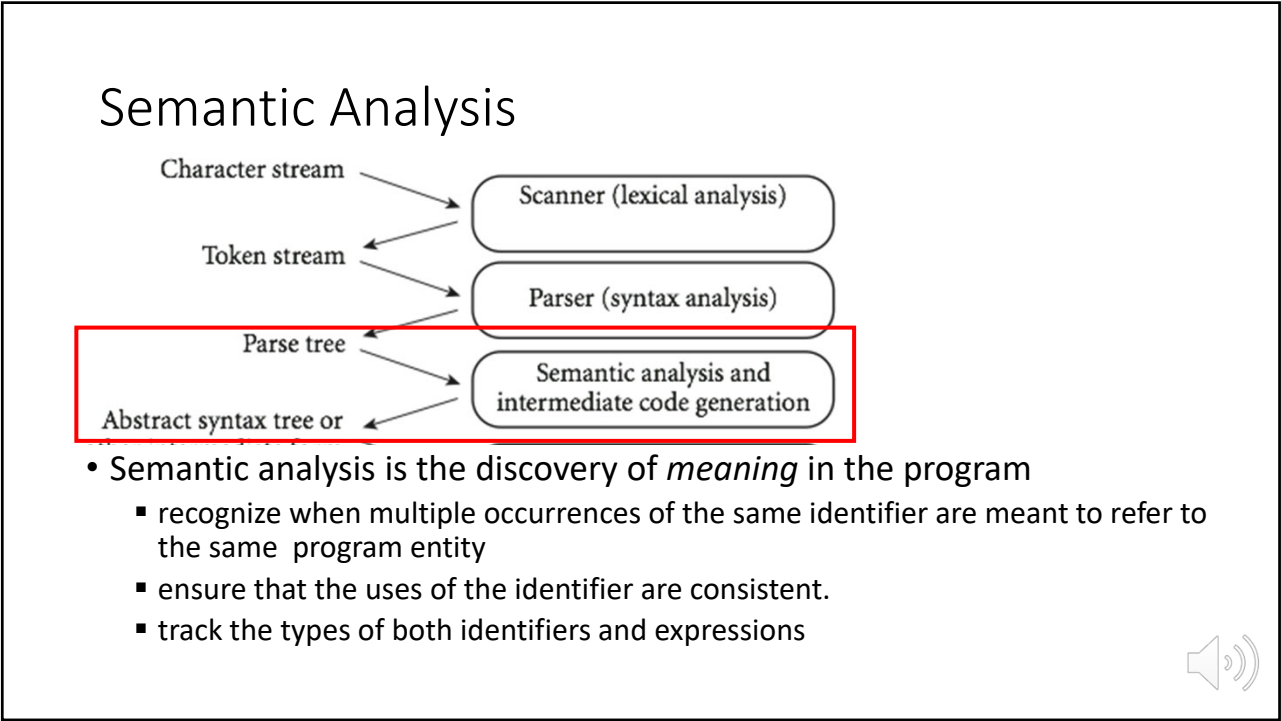 Semantic Analysis
Character stream
Scanner (lexical analysis)
Token stream
Parser (syntax analysis)
Parse tree
Semantic analysis and
intermediate code generation
Abstract syntax tree or
• Semantic analysis is the discovery of meaning in the program
▪ recognize when multiple occurrences of the same identifier are meant to refer to
the same program entity
▪ ensure that the uses of the identifier are consistent.
▪ track the types of both identifiers and expressions